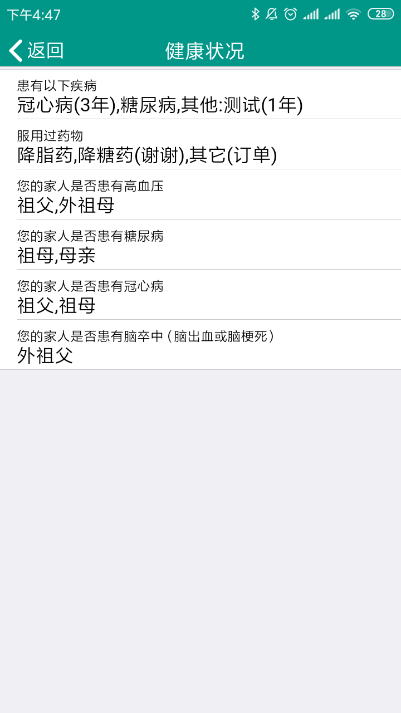 下午4:47
28
返回
健康状况
患有以下疾病
冠心病(3年),糖尿病,其他:测试(1年)
服用过药物
降脂药,降糖药(谢谢),其它(订单)
您的家人是否患有高血压
祖父,外祖母
您的家人是否患有糖尿病
祖母,母亲
您的家人是否患有冠心病
祖父,祖母
您的家人是否患有脑卒中（脑出血或脑梗死）
外祖父